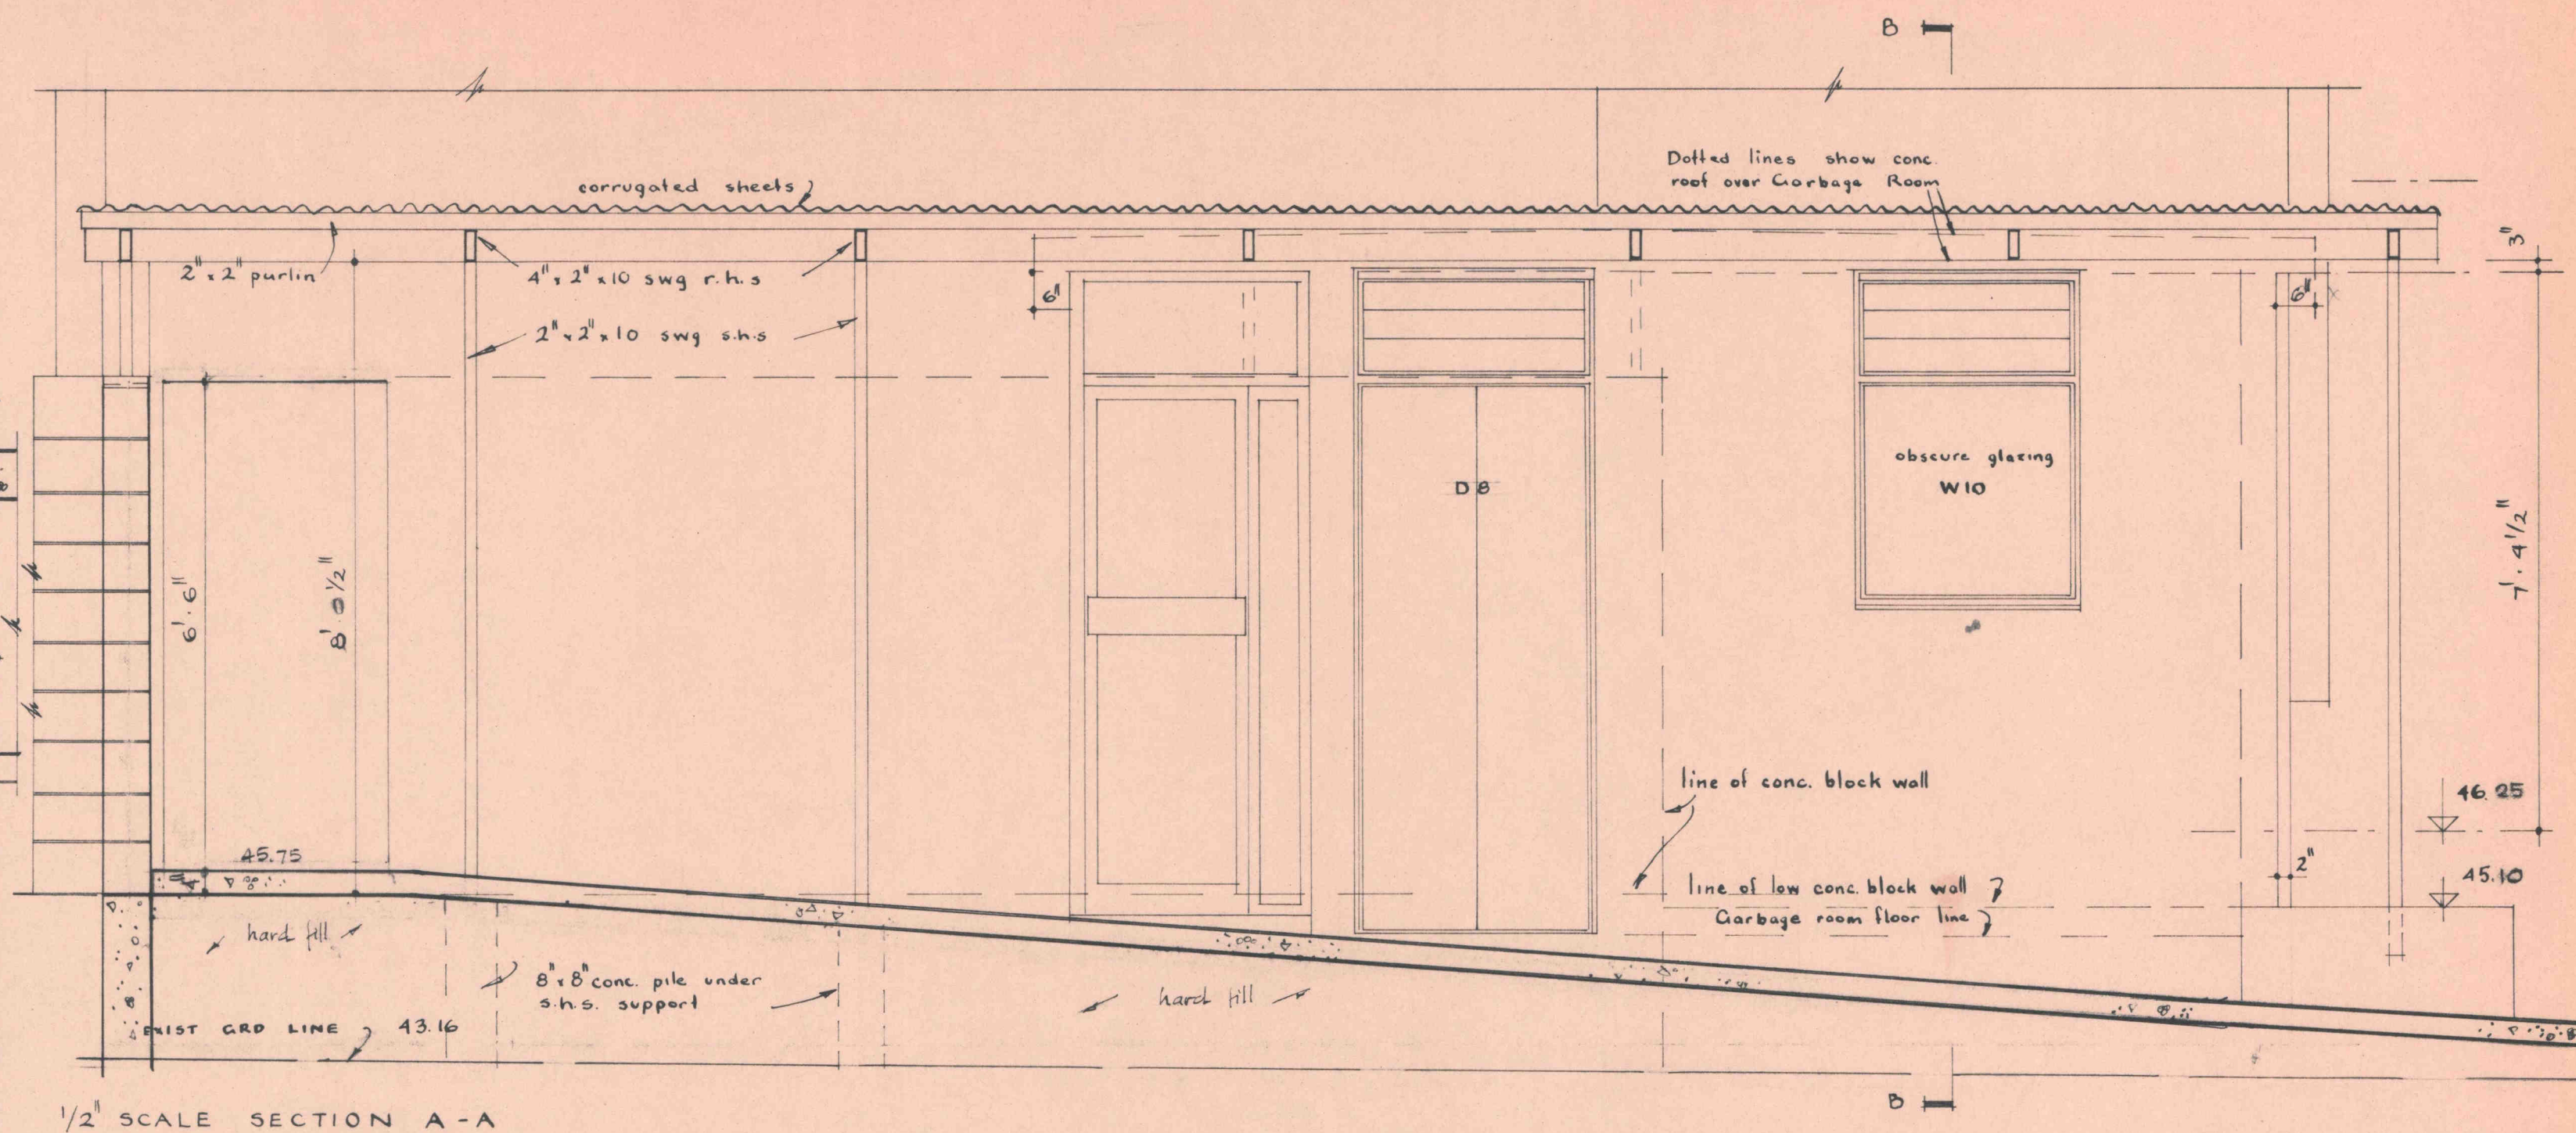 B
Dotted lines show conc.
roof over Garbage Room
corrugated sheets
2" x 2" purlin
4" x 2" x 10 swg r.h.s
2" x 2" x 10 swg s.h.s
6"
6"
3"
obscure glazing
W10
D8
6'. 6"
8' 0 1/2"
7'. 4 1/2"
line of conc. block wall
46.25
45.75
2"
45.10
line of low conc. block wall
Garbage room floor line
hard fill
8" x 8" conc. pile under
s.h.s. support
hard fill
EXIST GRD LINE 43.16
B
1/2" SCALE SECTION A-A